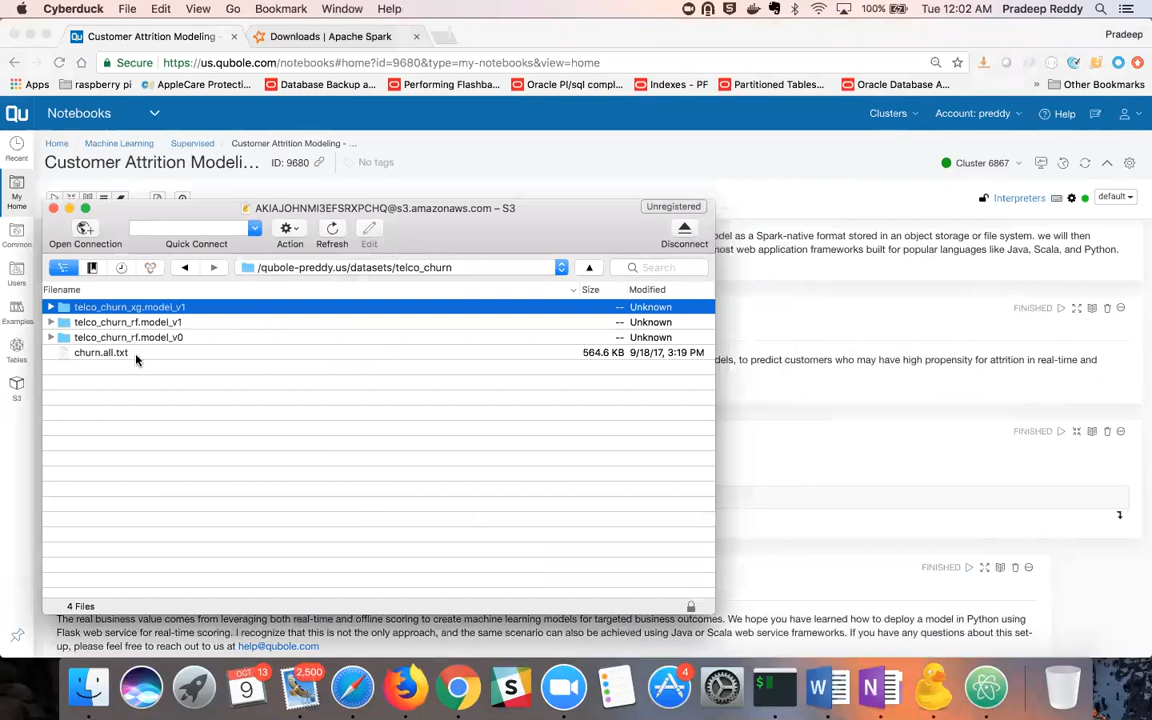 Cyberduck File Edit View Go Bookmark Window Help 100% Tue 12:02 AM Pradeep Reddy
Customer Attrition Modeling - Downloads | Apache Spark Pradeep
Secure https://us.qubole.com/notebooks#home?id=9680&type=my-notebooks&view=home
Apps raspberry pi AppleCare Protecti... Database Backup a... Performing Flashba... Oracle Pl/sql compl... Indexes - PF Partitioned Tables... Oracle Database A... » Other Bookmarks
Qu Notebooks Clusters Account: preddy Help
Home Machine Learning Supervised Customer Attrition Modeling - ...
Customer Attrition Modeli... ID: 9680 No tags Cluster 6867
Recent
My Home
Common
Users
Examples
Tables
S3
Interpreters default
AKIAJOHNMI3EFSRXPCHQ@s3.amazonaws.com – S3 Unregistered
Open Connection Quick Connect Action Refresh Edit Disconnect
/qubole-preddy.us/datasets/telco_churn Search
Filename Size Modified
telco_churn_xg.model_v1 -- Unknown
telco_churn_rf.model_v1 -- Unknown
telco_churn_rf.model_v0 -- Unknown
churn.all.txt 564.6 KB 9/18/17, 3:19 PM
4 Files
odel as a Spark-native format stored in an object storage or file system. we will then
most web application frameworks built for popular languages like Java, Scala, and Python.
FINISHED
dels, to predict customers who may have high propensity for attrition in real-time and
FINISHED
FINISHED
The real business value comes from leveraging both real-time and offline scoring to create machine learning models for targeted business outcomes. We hope you have learned how to deploy a model in Python using
Flask web service for real-time scoring. I recognize that this is not the only approach, and the same scenario can also be achieved using Java or Scala web service frameworks. If you have any questions about this set-
up, please feel free to reach out to us at help@qubole.com
OCT 13
9
2,500
4